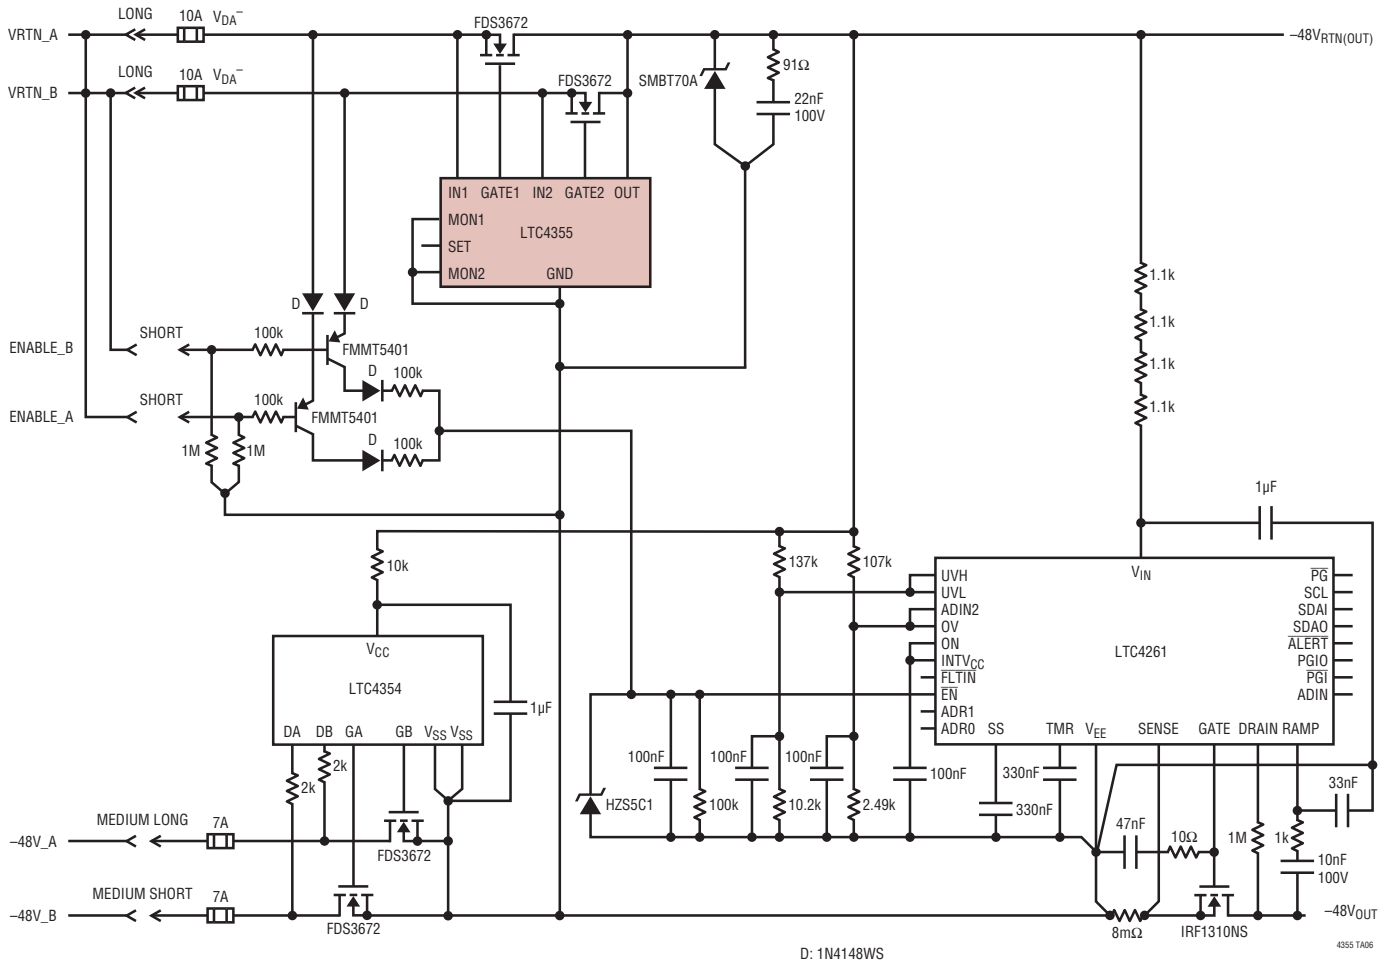 LONG 10A VDA–
VRTN_A
FDS3672
–48VRTN(OUT)
LONG 10A VDA–
VRTN_B
FDS3672
SMBT70A
91Ω
22nF
100V
IN1 GATE1 IN2 GATE2 OUT
MON1
LTC4355
SET
MON2 GND
1.1k
1.1k
1.1k
1.1k
D D
ENABLE_B
SHORT
100k
FMMT5401
D 100k
ENABLE_A
SHORT
100k
FMMT5401
D 100k
1M 1M
1µF
10k
137k 107k
VCC
LTC4354
DA DB GA GB VSS VSS
1µF
2k
2k
VIN
UVH
UVL
ADIN2
OV
ON
INTVCC
FLTIN
EN
ADR1
ADR0
LTC4261
PG
SCL
SDAI
SDAO
ALERT
PGIO
PGI
ADIN
SS TMR VEE SENSE GATE DRAIN RAMP
100nF 100nF 100nF 100nF
330nF
330nF
HZS5C1 100k 10.2k 2.49k
33nF
47nF 10Ω 1M 1k
10nF
100V
MEDIUM LONG 7A
–48V_A
FDS3672
MEDIUM SHORT 7A
–48V_B
FDS3672
8mΩ
IRF1310NS
–48VOUT
D: 1N4148WS
4355 TA06